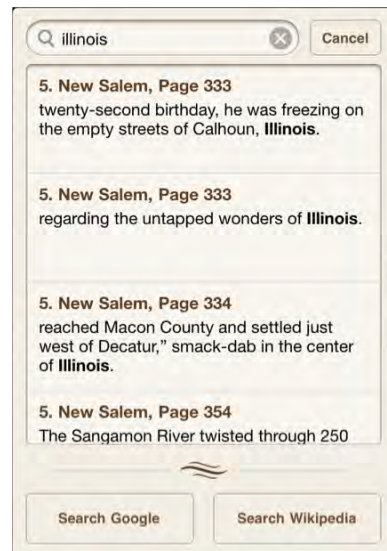 illinois
Cancel
5. New Salem, Page 333
twenty-second birthday, he was freezing on
the empty streets of Calhoun, Illinois.
5. New Salem, Page 333
regarding the untapped wonders of Illinois.
5. New Salem, Page 334
reached Macon County and settled just
west of Decatur,” smack-dab in the center
of Illinois.
5. New Salem, Page 354
The Sangamon River twisted through 250
Search Google
Search Wikipedia